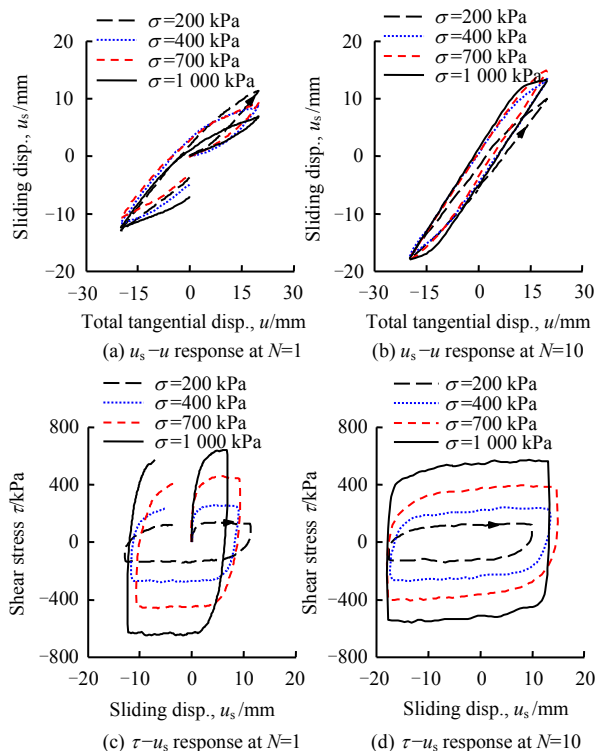 σ=200 kPa
σ=400 kPa
σ=700 kPa
σ=1 000 kPa
20
10
0
−10
−20
Sliding disp., uₛ/mm
−30 −15 0 15 30
Total tangential disp., u/mm
(a) uₛ−u response at N=1
σ=200 kPa
σ=400 kPa
σ=700 kPa
σ=1 000 kPa
20
10
0
−10
−20
Sliding disp., uₛ/mm
−30 −15 0 15 30
Total tangential disp., u/mm
(b) uₛ−u response at N=10
σ=200 kPa
σ=400 kPa
σ=700 kPa
σ=1 000 kPa
800
400
0
−400
−800
Shear stress τ/kPa
−20 −10 0 10 20
Sliding disp., uₛ/mm
(c) τ−uₛ response at N=1
σ=200 kPa
σ=400 kPa
σ=700 kPa
σ=1 000 kPa
800
400
0
−400
−800
Shear stress τ/kPa
−20 −10 0 10 20
Sliding disp., uₛ/mm
(d) τ−uₛ response at N=10